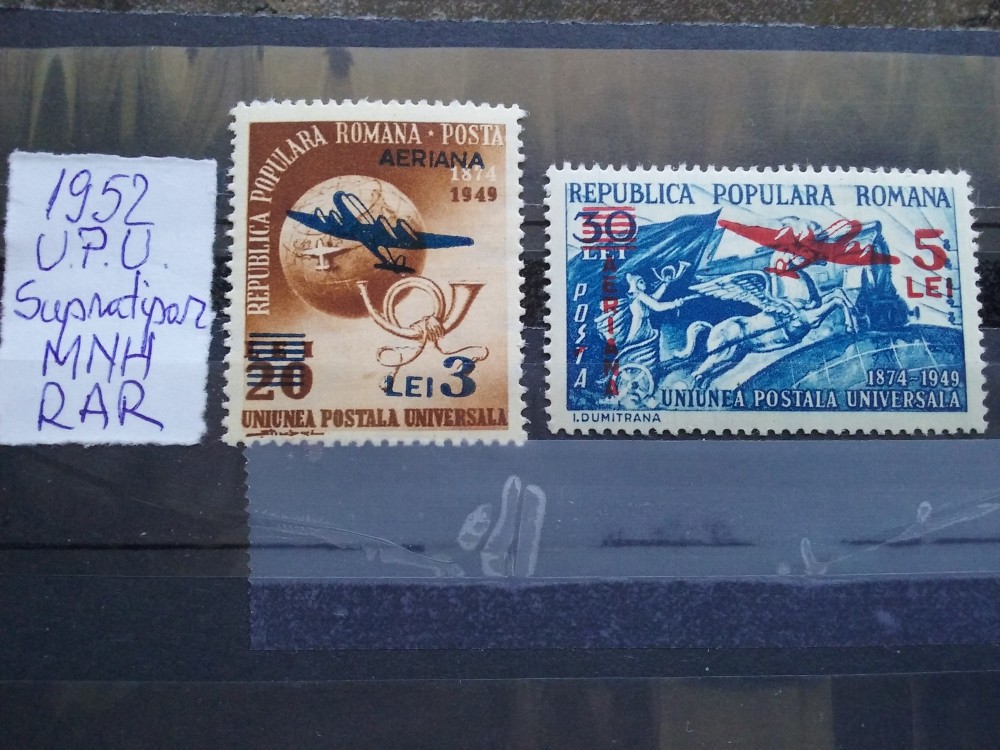 1952
U.P.U.
Supratipar
MNH
RAR
REPUBLICA POPULARA ROMANA · POSTA
AERIANA
1874
1949
20
LEI 3
UNIUNEA POSTALA UNIVERSALA
REPUBLICA POPULARA ROMANA
30
LEI
5
LEI
POSTA
AERIANA
1874-1949
UNIUNEA POSTALA UNIVERSALA
I.DUMITRANA